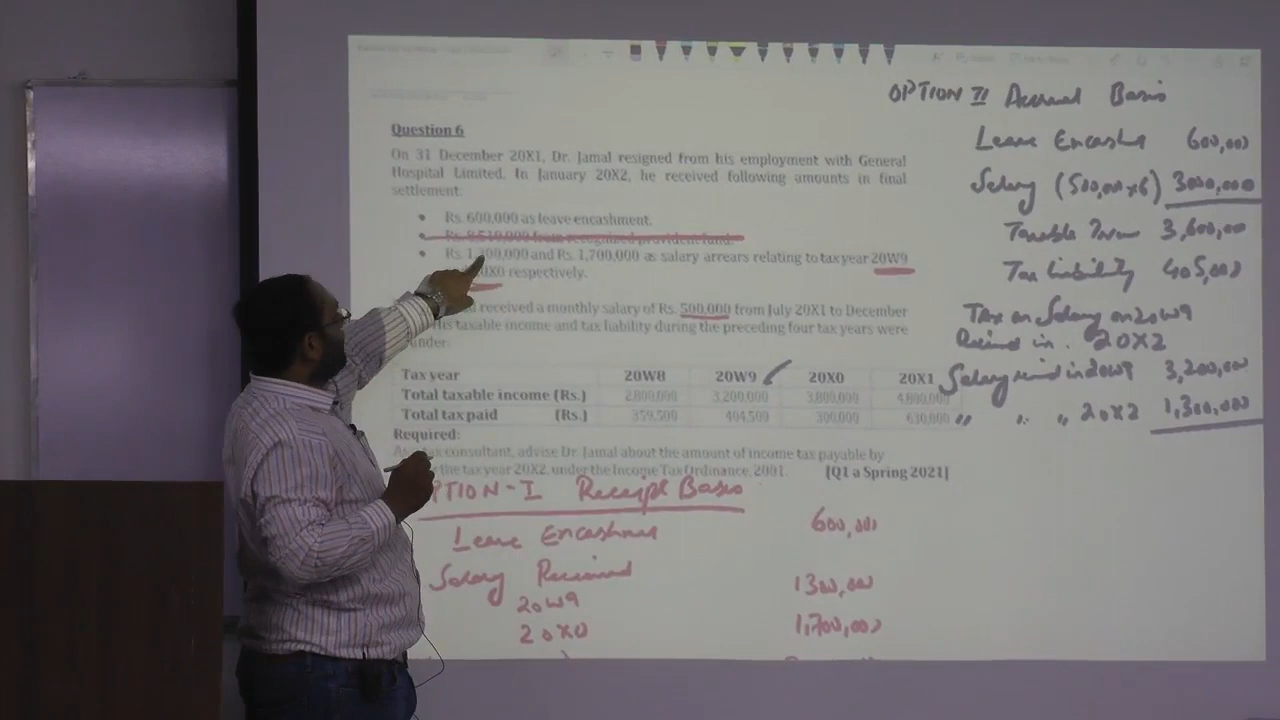 Question 6
On 31 December 20X1, Dr. Jamal resigned from his employment with General
Hospital Limited. In January 20X2, he received following amounts in final
settlement.
• Rs. 600,000 as leave encashment.
• Rs. 8,510,000 from recognized provident fund.
• Rs. 1,300,000 and Rs. 1,700,000 as salary arrears relating to tax year 20W9
20X0 respectively.
received a monthly salary of Rs. 500,000 from July 20X1 to December
His taxable income and tax liability during the preceding four tax years were
under:
Tax year 20W8 20W9 20X0 20X1
Total taxable income (Rs.) 2,800,000 3,200,000 3,800,000 4,800,000
Total tax paid (Rs.) 359,500 404,500 300,000 630,000
Required:
As tax consultant, advise Dr. Jamal about the amount of income tax payable by
the tax year 20X2, under the Income Tax Ordinance, 2001. [Q1 a Spring 2021]
PTION-I Receipt Basis
Leave Encashment 600,000
Salary Received
20W9 1300,000
20X0 1,700,000
OPTION II Accrual Basis
Leave Encashm 600,000
Salary (500,000x6) 3000,000
Taxable Income 3,600,000
Tax liability 405,000
Tax on Salary on 20W9
Received in 20X2
Salary received in 20W9 3,200,000
" " " 20X2 1,300,000